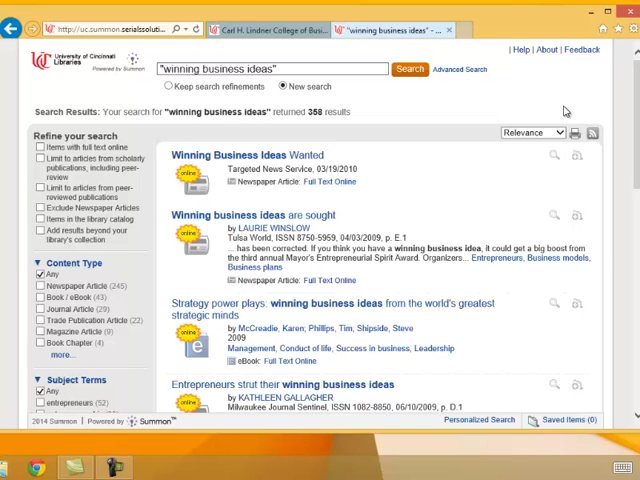 http://uc.summon.serialssolutio...
Carl H. Lindner College of Busi...
"winning business ideas" - ...
| Help | About | Feedback
University of Cincinnati
Libraries
Powered by Summon
"winning business ideas"
Search
Advanced Search
Keep search refinements
New search
Search Results: Your search for "winning business ideas" returned 358 results
Relevance
Refine your search
Items with full text online
Limit to articles from scholarly
publications, including peer-
review
Limit to articles from peer-
reviewed publications
Exclude Newspaper Articles
Items in the library catalog
Add results beyond your
library's collection
Content Type
Any
Newspaper Article (245)
Book / eBook (43)
Journal Article (29)
Trade Publication Article (22)
Magazine Article (9)
Book Chapter (4)
more...
Subject Terms
Any
entrepreneurs (52)
Winning Business Ideas Wanted
online
Targeted News Service, 03/19/2010
Newspaper Article: Full Text Online
Winning business ideas are sought
online
by LAURIE WINSLOW
Tulsa World, ISSN 8750-5959, 04/03/2009, p. E.1
... has been corrected. If you think you have a winning business idea, it could get a big boost from
the third annual Mayor's Entrepreneurial Spirit Award. Organizers... Entrepreneurs, Business models,
Business plans
Newspaper Article: Full Text Online
Strategy power plays: winning business ideas from the world's greatest
strategic minds
online
by McCreadie, Karen; Phillips, Tim; Shipside, Steve
2009
Management, Conduct of life, Success in business, Leadership
eBook: Full Text Online
Entrepreneurs strut their winning business ideas
online
by KATHLEEN GALLAGHER
Milwaukee Journal Sentinel, ISSN 1082-8850, 06/10/2009, p. D.1
2014 Summon | Powered by Summon™
Personalized Search
Saved Items (0)